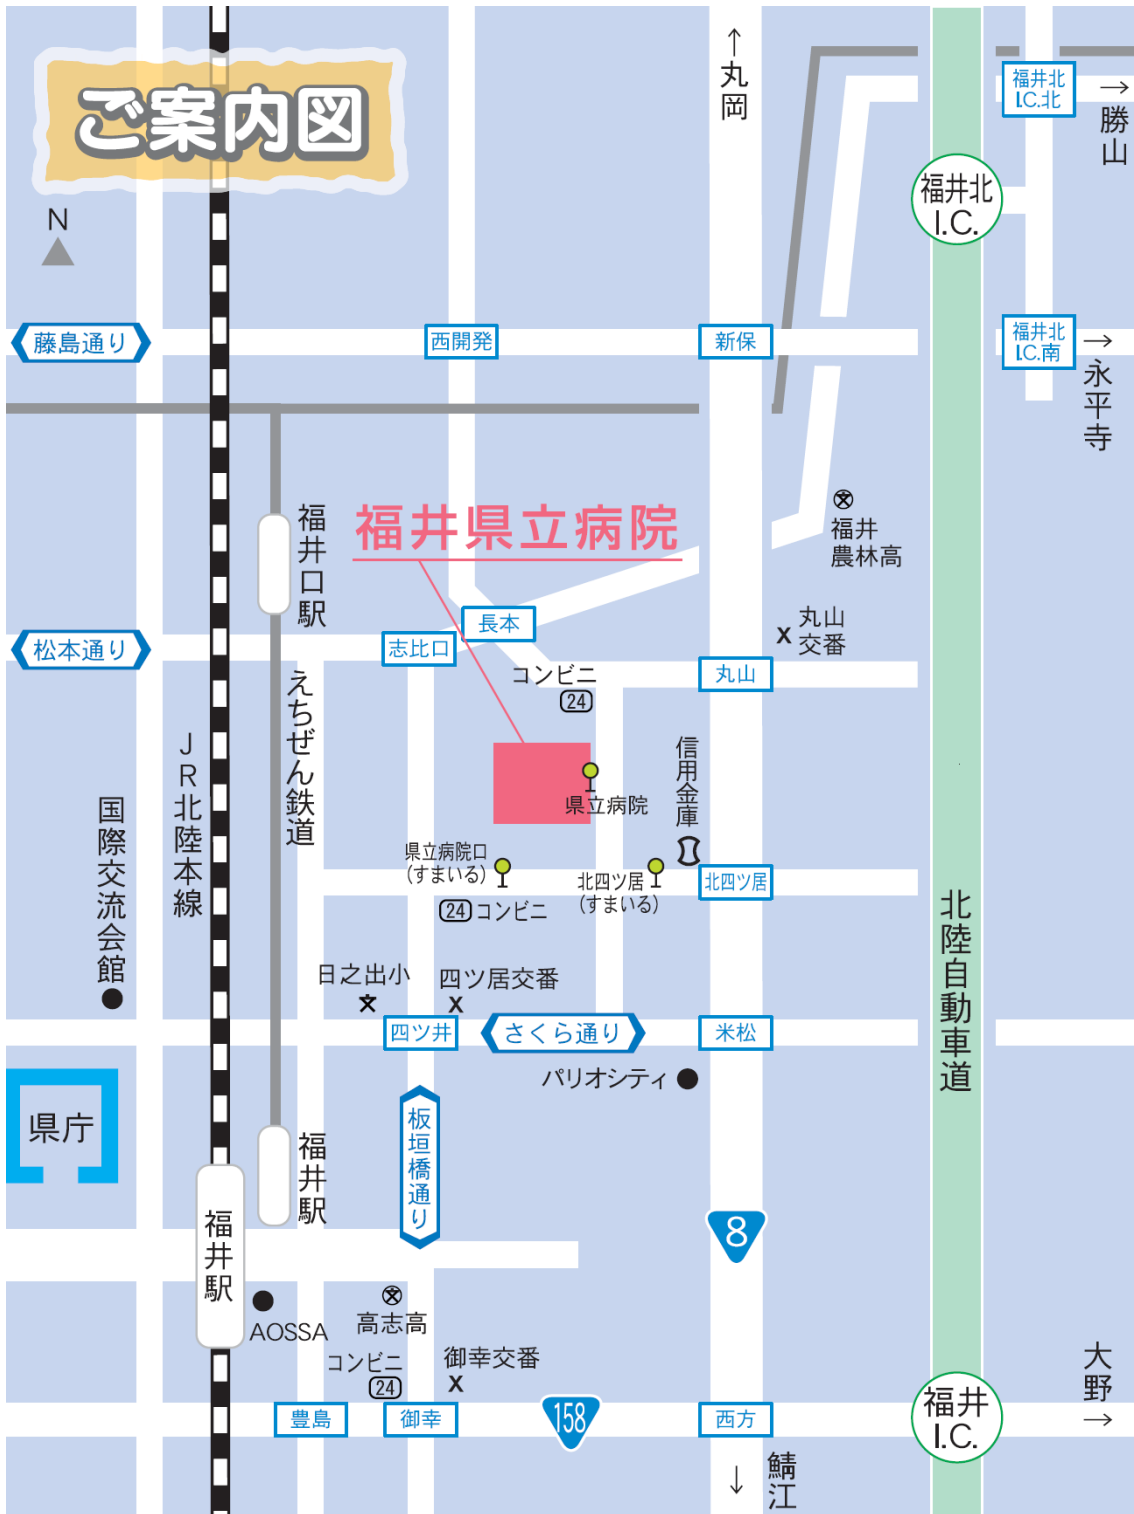 ご案内図
N
↑
丸岡
福井北
I.C.北
→
勝山
福井北
I.C.
藤島通り
西開発
新保
福井北
I.C.南
→
永平寺
福井口駅
福井県立病院
福井
農林高
松本通り
志比口
長本
丸山
交番
コンビニ
24
丸山
えちぜん鉄道
JR北陸本線
国際交流会館
県立病院
信用金庫
県立病院口
(すまいる)
北四ツ居
(すまいる)
北四ツ居
24 コンビニ
北陸自動車道
日之出小
四ツ居交番
四ツ井
さくら通り
米松
パリオシティ
県庁
板垣橋通り
福井駅
福井駅
8
AOSSA
高志高
コンビニ
24
御幸交番
豊島
御幸
158
西方
福井
I.C.
大野
→
↓
鯖江